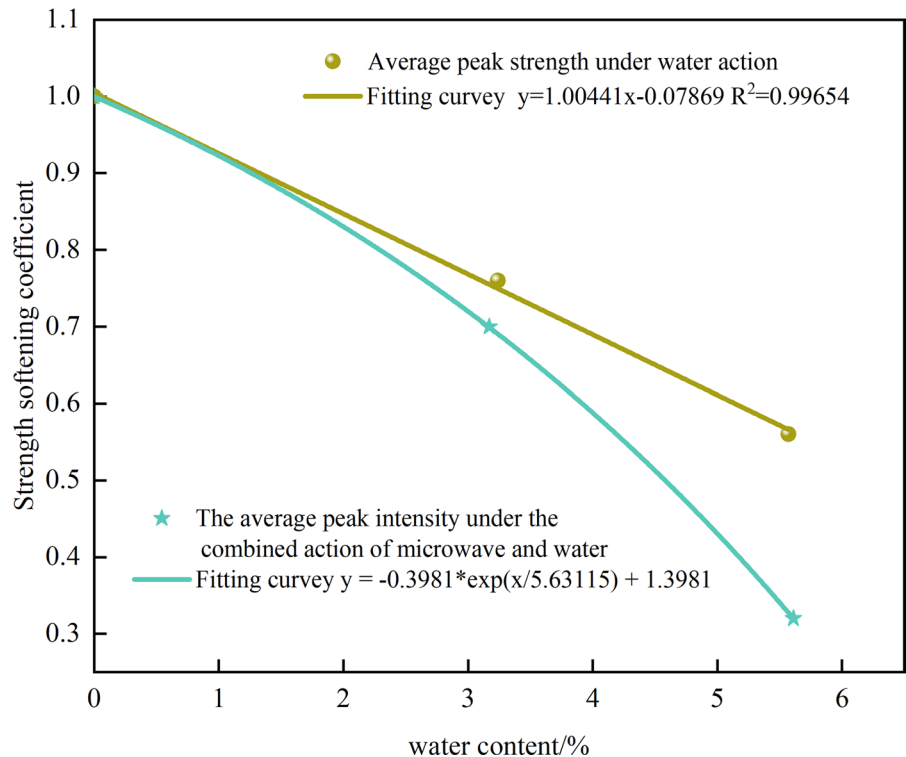 1.1
1.0
0.9
0.8
0.7
0.6
0.5
0.4
0.3
Strength softening coefficient
Average peak strength under water action
Fitting curvey y=1.00441x-0.07869 R²=0.99654
The average peak intensity under the
combined action of microwave and water
Fitting curvey y = -0.3981*exp(x/5.63115) + 1.3981
0 1 2 3 4 5 6
water content/%